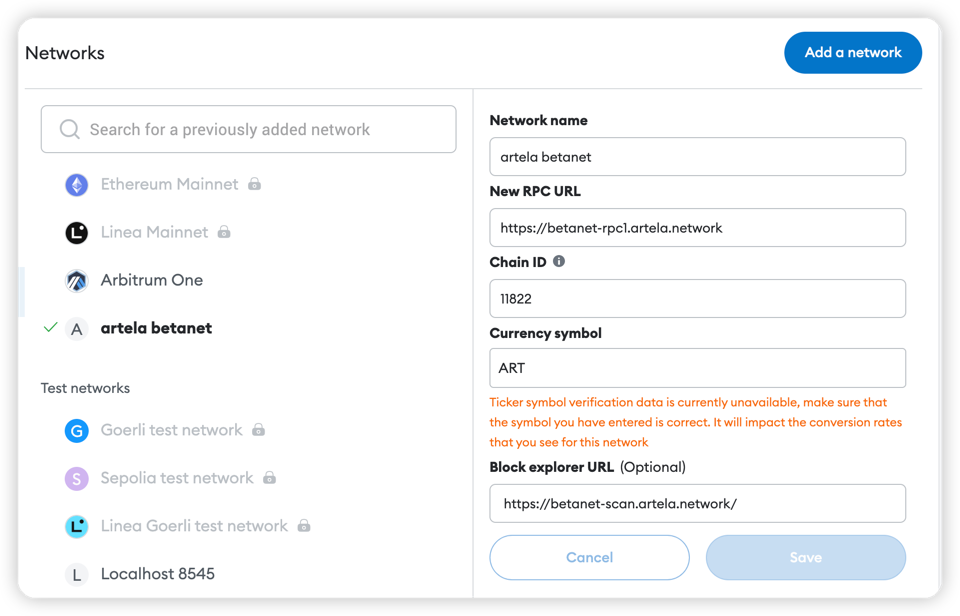 Networks
Add a network
Search for a previously added network
Ethereum Mainnet
L Linea Mainnet
Arbitrum One
A artela betanet
Test networks
G Goerli test network
S Sepolia test network
L Linea Goerli test network
L Localhost 8545
Network name
artela betanet
New RPC URL
https://betanet-rpc1.artela.network
Chain ID
11822
Currency symbol
ART
Ticker symbol verification data is currently unavailable, make sure that
the symbol you have entered is correct. It will impact the conversion rates
that you see for this network
Block explorer URL (Optional)
https://betanet-scan.artela.network/
Cancel
Save